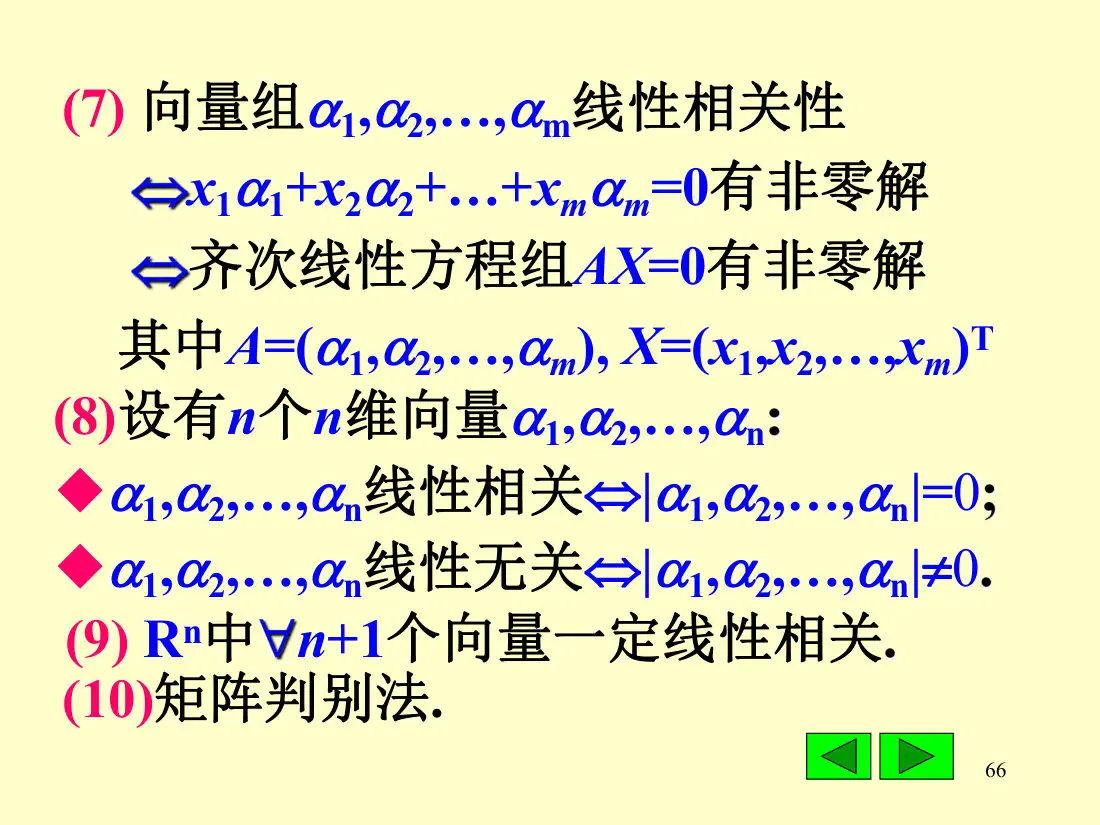 (7) 向量组α₁,α₂,…,αm线性相关性
⇔x₁α₁+x₂α₂+…+xₘαₘ=0有非零解
⇔齐次线性方程组AX=0有非零解
其中A=(α₁,α₂,…,αₘ), X=(x₁,x₂,…,xₘ)ᵀ
(8)设有n个n维向量α₁,α₂,…,αₙ:
◆α₁,α₂,…,αₙ线性相关⇔|α₁,α₂,…,αₙ|=0;
◆α₁,α₂,…,αₙ线性无关⇔|α₁,α₂,…,αₙ|≠0.
(9) Rⁿ中∀n+1个向量一定线性相关.
(10)矩阵判别法.
66